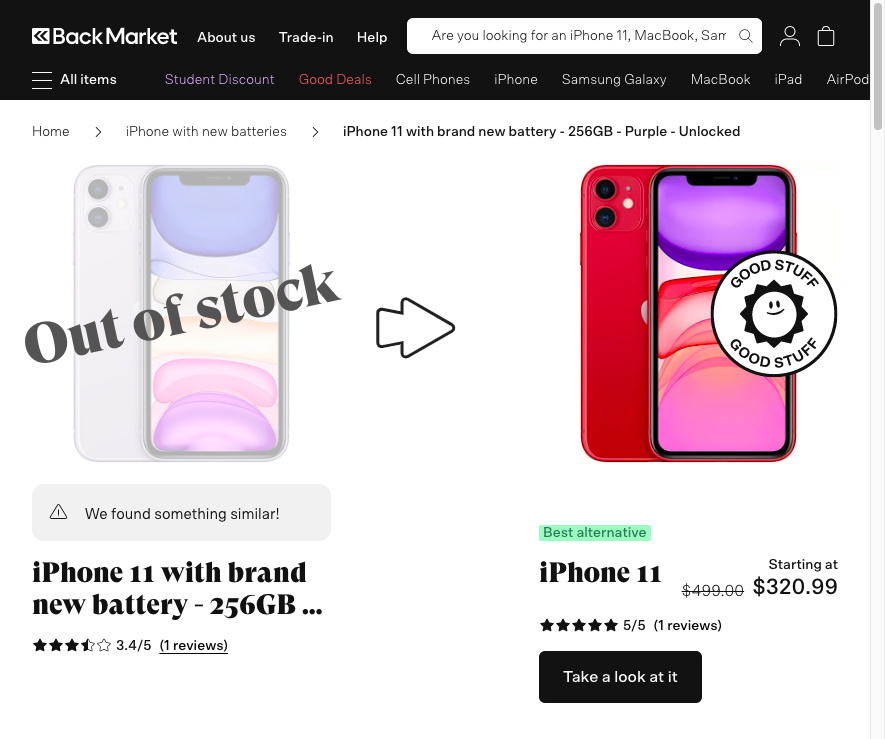 BackMarket
About us
Trade-in
Help
Are you looking for an iPhone 11, MacBook, Sam
All items
Student Discount
Good Deals
Cell Phones
iPhone
Samsung Galaxy
MacBook
iPad
AirPod
Home
iPhone with new batteries
iPhone 11 with brand new battery - 256GB - Purple - Unlocked
Out of stock
GOOD STUFF
GOOD STUFF
We found something similar!
iPhone 11 with brand
new battery - 256GB ...
3.4/5 (1 reviews)
Best alternative
iPhone 11
Starting at
$499.00 $320.99
5/5 (1 reviews)
Take a look at it